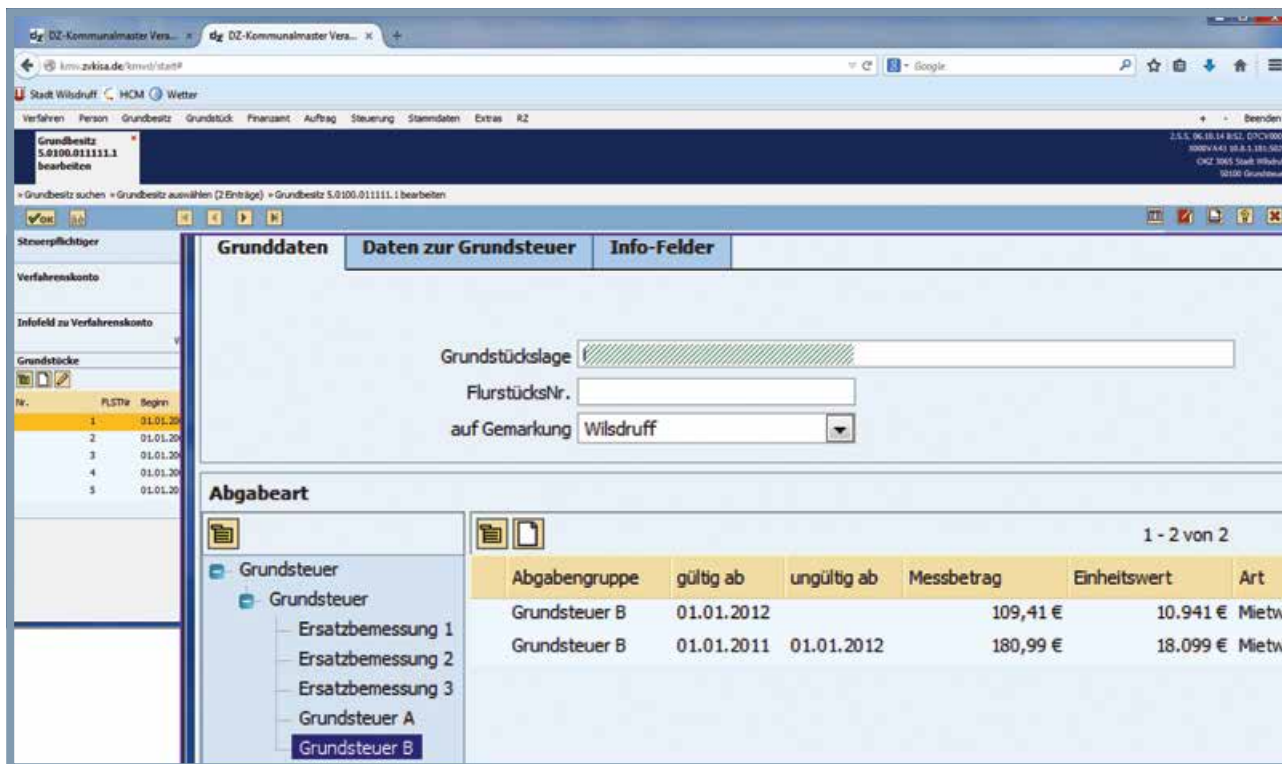 DZ-Kommunalmaster Vera... × DZ-Kommunalmaster Vera... × +
kmv.zvkisa.de/kmvd/start# Google
Stadt Wilsdruff HCM Wetter
Verfahren Person Grundbesitz Grundstück Finanzamt Auftrag Steuerung Stammdaten Extras RZ + - Beenden
Grundbesitz
5.0100.011111.1
bearbeiten
» Grundbesitz suchen » Grundbesitz auswählen (2 Einträge) » Grundbesitz 5.0100.011111.1 bearbeiten
OK
Steuerpflichtiger
Verfahrenskonto
Infofeld zu Verfahrenskonto
Grundstücke
Nr. FLSTNr Beginn
1 01.01.20
2 01.01.20
3 01.01.20
4 01.01.20
5 01.01.20
Grunddaten Daten zur Grundsteuer Info-Felder
Grundstückslage
FlurstücksNr.
auf Gemarkung Wilsdruff
Abgabeart
Grundsteuer
Grundsteuer
Ersatzbemessung 1
Ersatzbemessung 2
Ersatzbemessung 3
Grundsteuer A
Grundsteuer B
1 - 2 von 2
Abgabengruppe gültig ab ungültig ab Messbetrag Einheitswert Art
Grundsteuer B 01.01.2012 109,41 € 10.941 € Mietw
Grundsteuer B 01.01.2011 01.01.2012 180,99 € 18.099 € Mietw